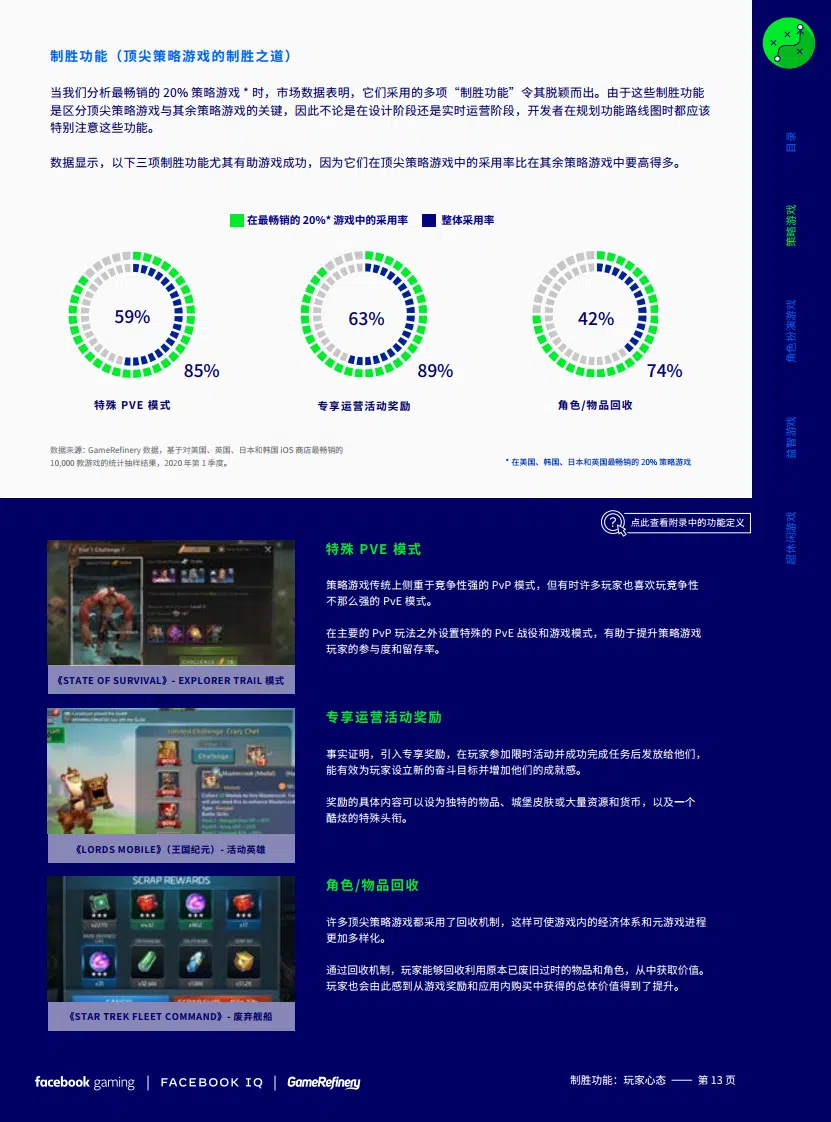 制胜功能（顶尖策略游戏的制胜之道）
当我们分析最畅销的 20% 策略游戏 * 时，市场数据表明，它们采用的多项“制胜功能”令其脱颖而出。由于这些制胜功能
是区分顶尖策略游戏与其余策略游戏的关键，因此不论是在设计阶段还是实时运营阶段，开发者在规划功能路线图时都应该
特别注意这些功能。
数据显示，以下三项制胜功能尤其有助游戏成功，因为它们在顶尖策略游戏中的采用率比在其余策略游戏中要高得多。
在最畅销的 20%* 游戏中的采用率
整体采用率
59%
85%
特殊 PVE 模式
63%
89%
专享运营活动奖励
42%
74%
角色/物品回收
数据来源：GameRefinery 数据，基于对美国、英国、日本和韩国 iOS 商店最畅销的
10,000 款游戏的统计抽样结果，2020 年第 1 季度。
* 在美国、韩国、日本和英国最畅销的 20% 策略游戏
目录
策略游戏
角色扮演游戏
益智游戏
超休闲游戏
点此查看附录中的功能定义
《STATE OF SURVIVAL》- EXPLORER TRAIL 模式
特殊 PVE 模式
策略游戏传统上侧重于竞争性强的 PvP 模式，但有时许多玩家也喜欢玩竞争性
不那么强的 PvE 模式。
在主要的 PvP 玩法之外设置特殊的 PvE 战役和游戏模式，有助于提升策略游戏
玩家的参与度和留存率。
Limited Challenge: Crazy Chef
Challenge
《LORDS MOBILE》（王国纪元）- 活动英雄
专享运营活动奖励
事实证明，引入专享奖励，在玩家参加限时活动并成功完成任务后发放给他们，
能有效为玩家设立新的奋斗目标并增加他们的成就感。
奖励的具体内容可以设为独特的物品、城堡皮肤或大量资源和货币，以及一个
酷炫的特殊头衔。
SCRAP REWARDS
《STAR TREK FLEET COMMAND》- 废弃舰船
角色/物品回收
许多顶尖策略游戏都采用了回收机制，这样可使游戏内的经济体系和元游戏进程
更加多样化。
通过回收机制，玩家能够回收利用原本已废旧过时的物品和角色，从中获取价值。
玩家也会由此感到从游戏奖励和应用内购买中获得的总体价值得到了提升。
facebook gaming | FACEBOOK IQ | GameRefinery
制胜功能：玩家心态 —— 第 13 页